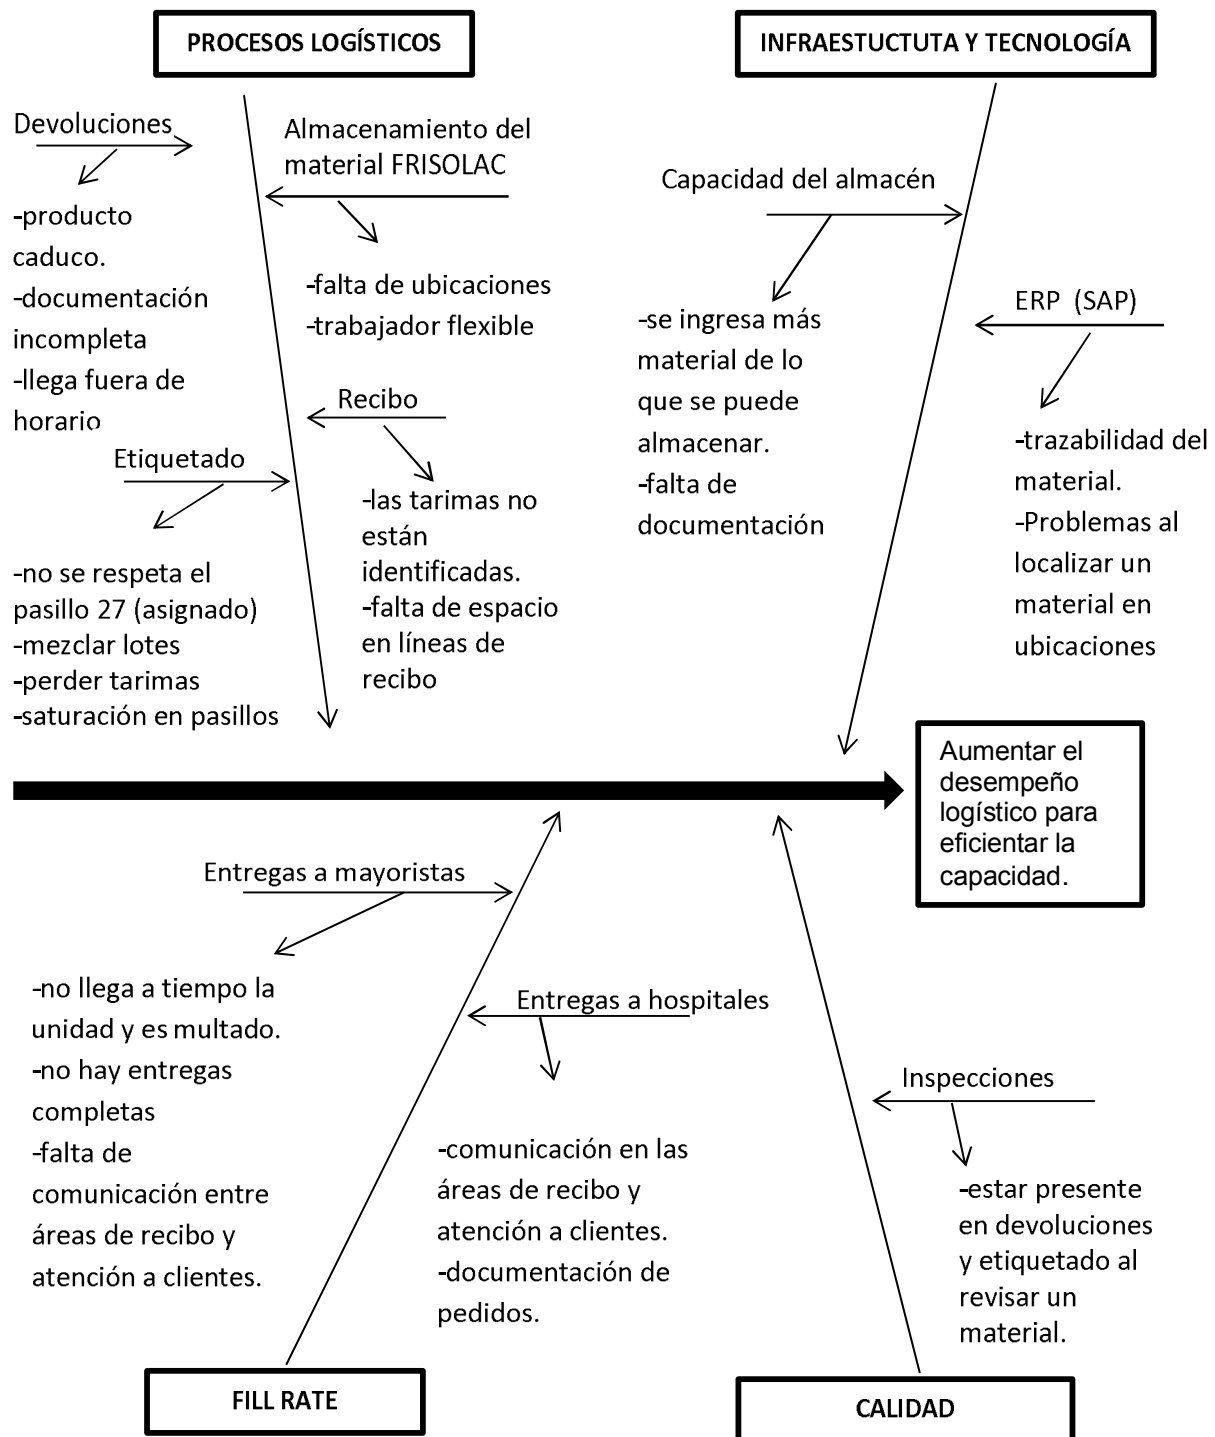 PROCESOS LOGÍSTICOS
INFRAESTUCTUTA Y TECNOLOGÍA
Devoluciones
-producto
caduco.
-documentación
incompleta
-llega fuera de
horario
Almacenamiento del
material FRISOLAC
-falta de ubicaciones
-trabajador flexible
Recibo
-las tarimas no
están
identificadas.
-falta de espacio
en líneas de
recibo
Etiquetado
-no se respeta el
pasillo 27 (asignado)
-mezclar lotes
-perder tarimas
-saturación en pasillos
Capacidad del almacén
-se ingresa más
material de lo
que se puede
almacenar.
-falta de
documentación
ERP (SAP)
-trazabilidad del
material.
-Problemas al
localizar un
material en
ubicaciones
Aumentar el
desempeño
logístico para
eficientar la
capacidad.
Entregas a mayoristas
-no llega a tiempo la
unidad y es multado.
-no hay entregas
completas
-falta de
comunicación entre
áreas de recibo y
atención a clientes.
Entregas a hospitales
-comunicación en las
áreas de recibo y
atención a clientes.
-documentación de
pedidos.
Inspecciones
-estar presente
en devoluciones
y etiquetado al
revisar un
material.
FILL RATE
CALIDAD